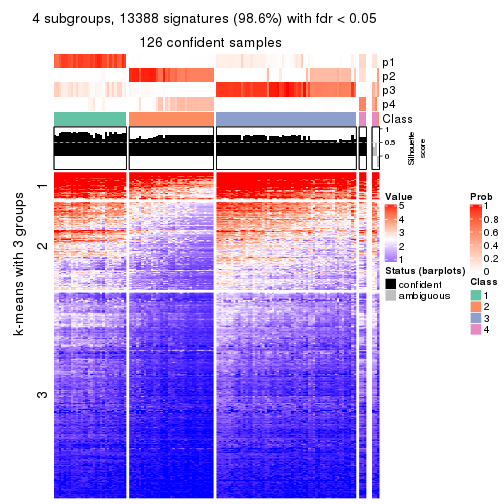 4 subgroups, 13388 signatures (98.6%) with fdr < 0.05
126 confident samples
p1
p2
p3
p4
Class
1
0.5
0
Silhouette
score
k-means with 3 groups
1
2
3
Value
5
4
3
2
1
Status (barplots)
confident
ambiguous
Prob
1
0.8
0.6
0.4
0.2
0
Class
1
2
3
4